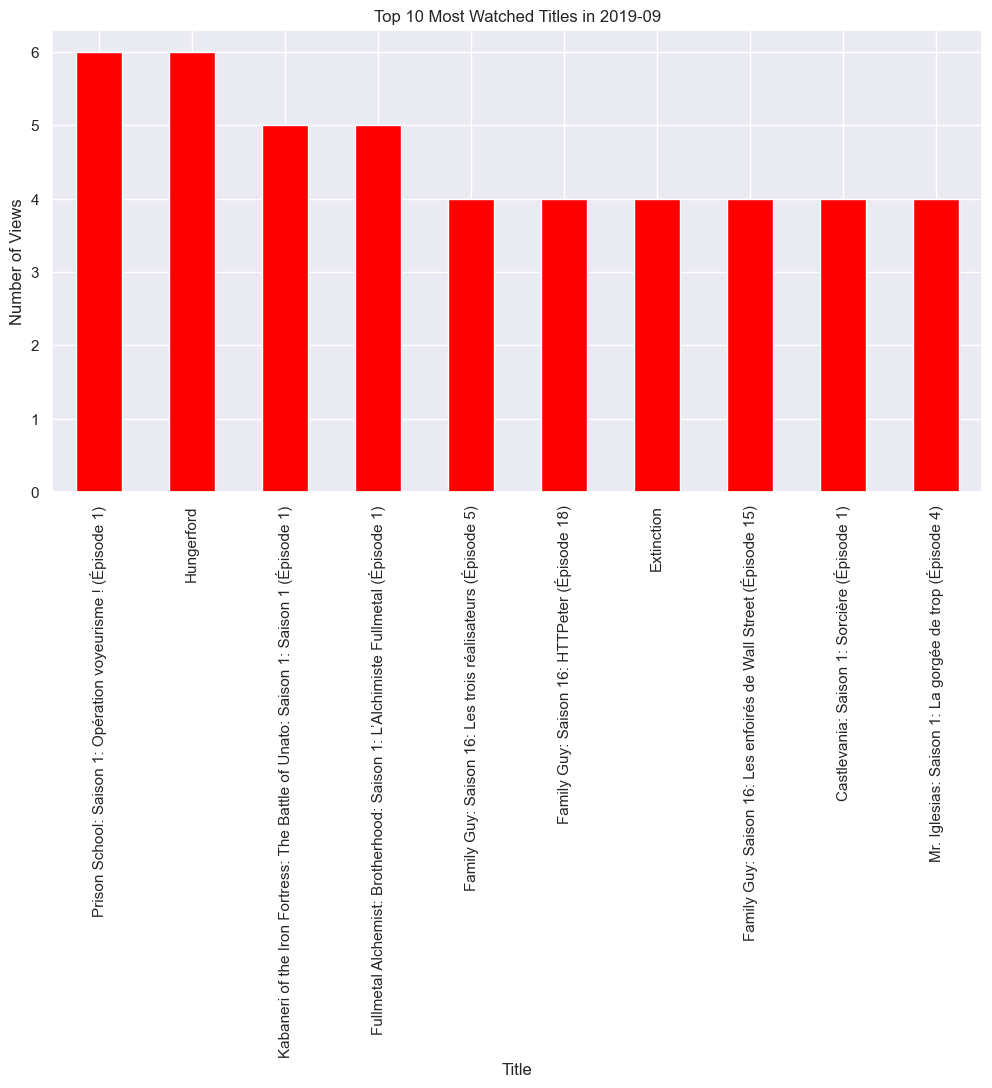 Top 10 Most Watched Titles in 2019-09
Number of Views
6
5
4
3
2
1
0
Prison School: Saison 1: Opération voyeurisme ! (Épisode 1)
Hungerford
Kabaneri of the Iron Fortress: The Battle of Unato: Saison 1: Saison 1 (Épisode 1)
Fullmetal Alchemist: Brotherhood: Saison 1: L'Alchimiste Fullmetal (Épisode 1)
Family Guy: Saison 16: Les trois réalisateurs (Épisode 5)
Family Guy: Saison 16: HTTPeter (Épisode 18)
Extinction
Family Guy: Saison 16: Les enfoirés de Wall Street (Épisode 15)
Castlevania: Saison 1: Sorcière (Épisode 1)
Mr. Iglesias: Saison 1: La gorgée de trop (Épisode 4)
Title